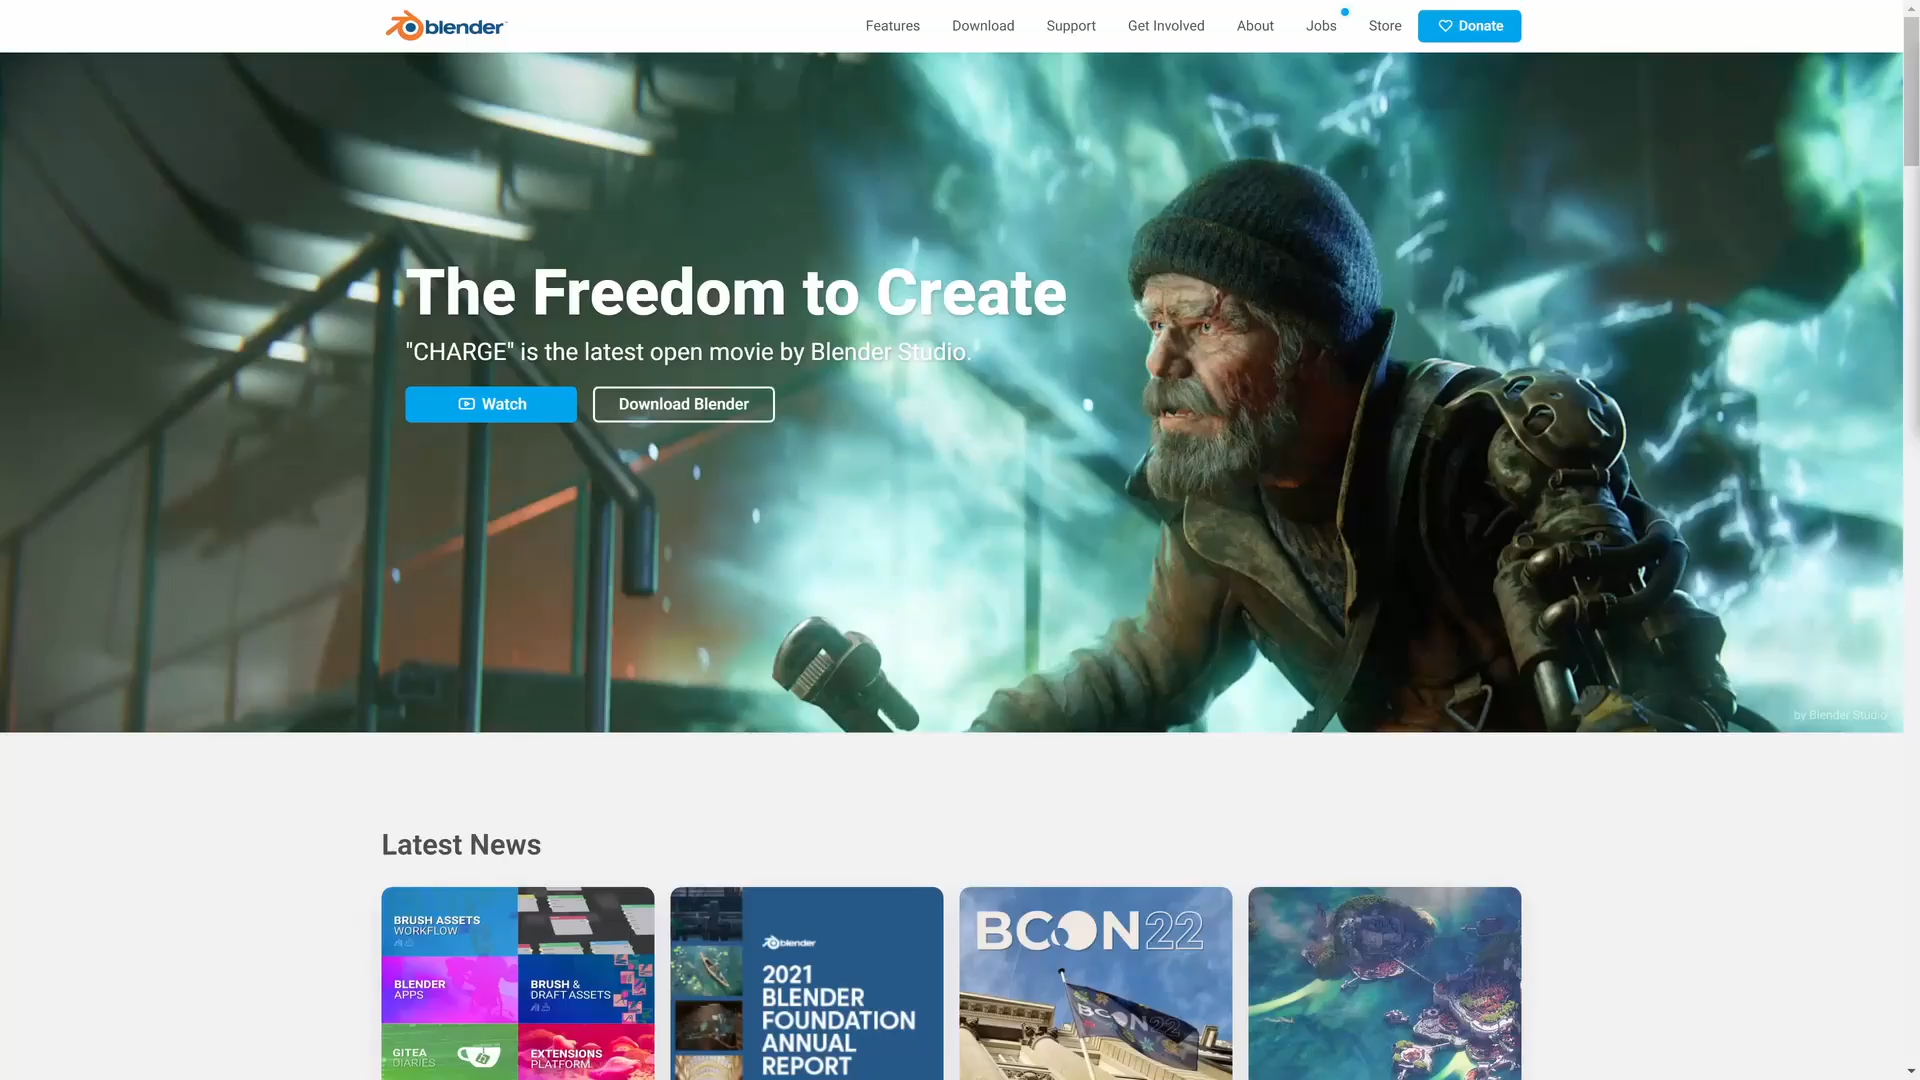 blender
Features
Download
Support
Get Involved
About
Jobs
Store
Donate
The Freedom to Create
"CHARGE" is the latest open movie by Blender Studio.
Watch
Download Blender
by Blender Studio
Latest News
BRUSH ASSETS
WORKFLOW
BLENDER
APPS
BRUSH &
DRAFT ASSETS
GITEA
DIARIES
EXTENSIONS
PLATFORM
blender
2021
BLENDER
FOUNDATION
ANNUAL
REPORT
BCON22
BCON22